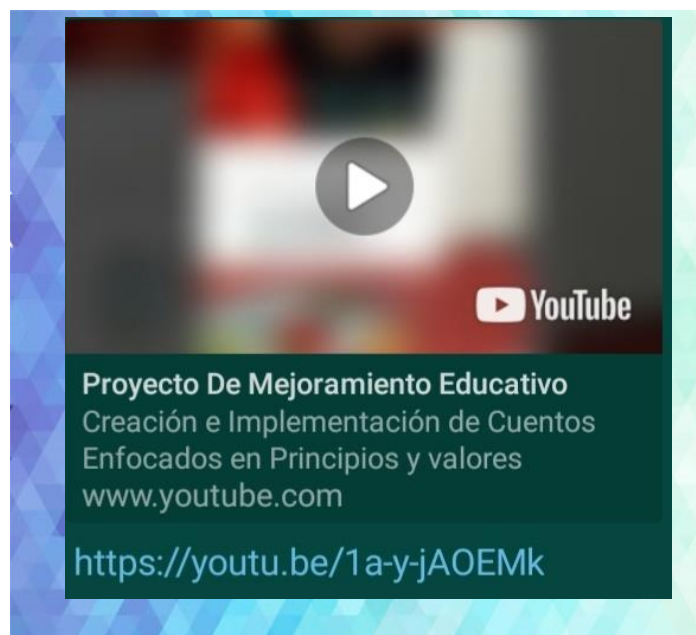 YouTube
Proyecto De Mejoramiento Educativo
Creación e Implementación de Cuentos
Enfocados en Principios y valores
www.youtube.com
https://youtu.be/1a-y-jAOEMk